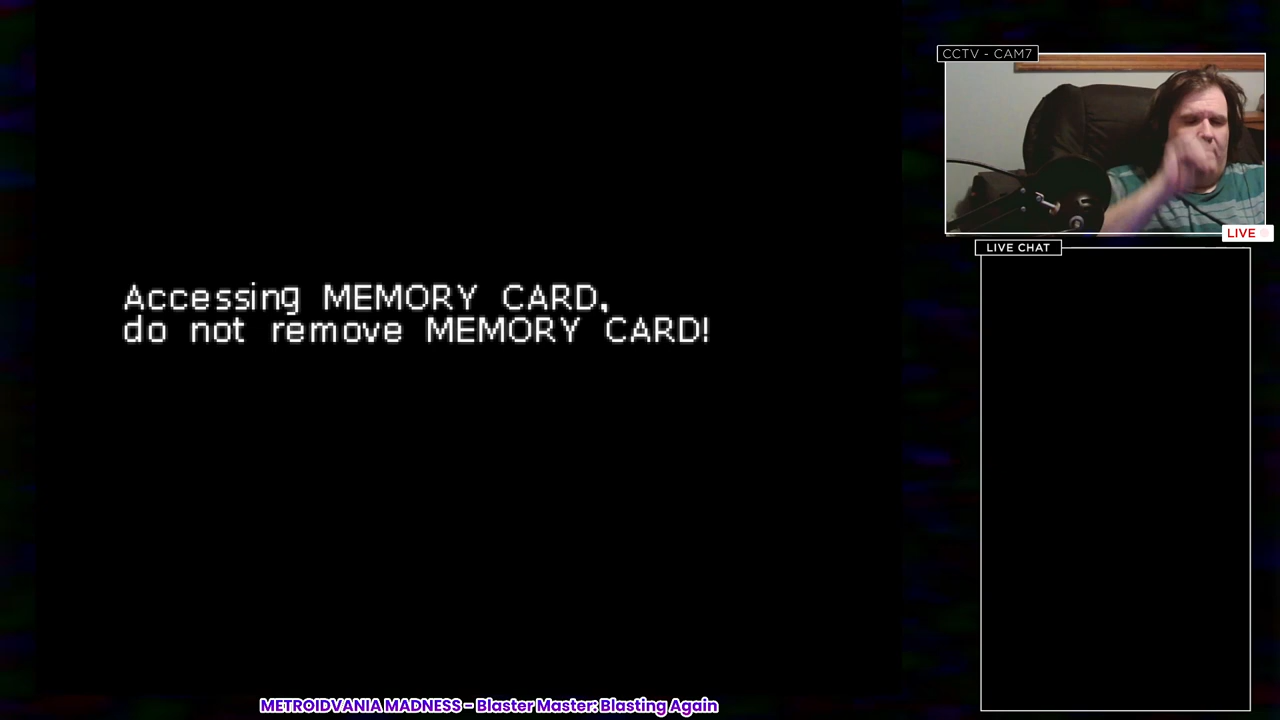 CCTV - CAM7
Accessing MEMORY CARD,
do not remove MEMORY CARD!
LIVE
LIVE CHAT
METROIDVANIA MADNESS - Blaster Master: Blasting Again